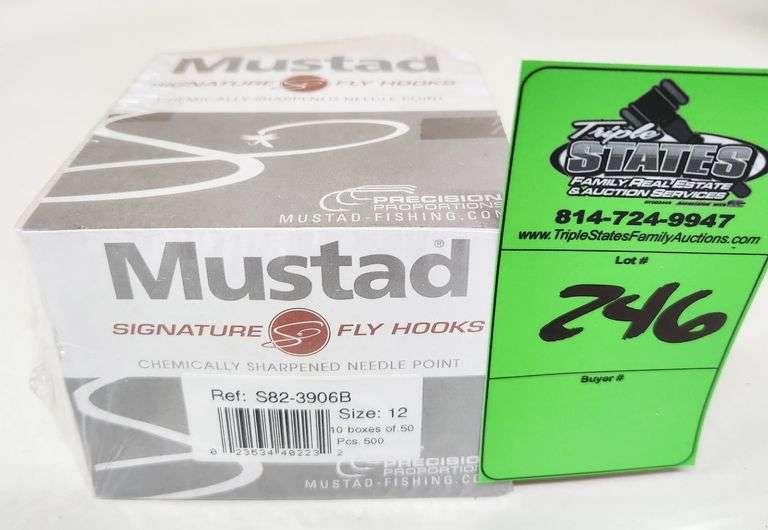 Mustad
SIGNATURE FLY HOOKS
CHEMICALLY SHARPENED NEEDLE POINT
PRECISION
PROPORTIONS
MUSTAD-FISHING.COM
Mustad®
SIGNATURE FLY HOOKS
CHEMICALLY SHARPENED NEEDLE POINT
Ref: S82-3906B
Size: 12
10 boxes of 50
Pcs. 500
0 23534 40223 2
PRECISION
PROPORTIONS
MUSTAD-FISHING.COM
Triple
STATES
FAMILY, REAL ESTATE
& AUCTION SERVICES
814-724-9947
www.TripleStatesFamilyAuctions.com
Lot #
246
Buyer #